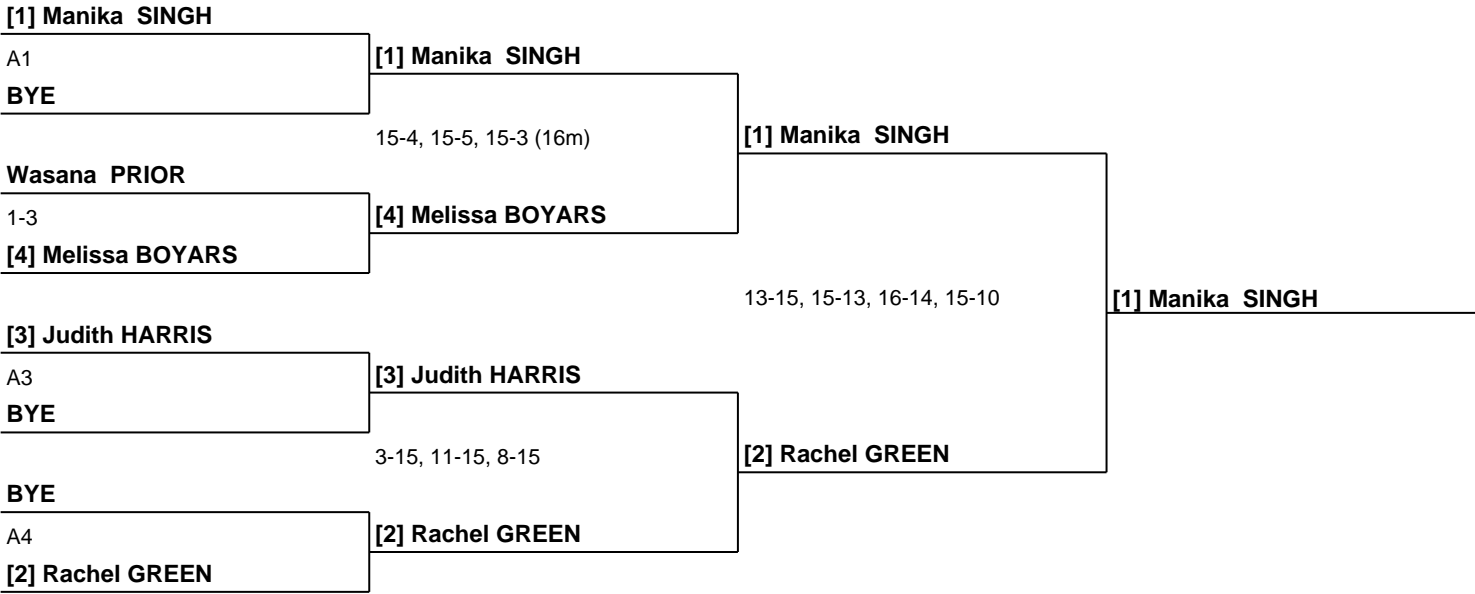 [1] Manika SINGH
A1
BYE
[1] Manika SINGH
15-4, 15-5, 15-3 (16m)
[1] Manika SINGH
Wasana PRIOR
1-3
[4] Melissa BOYARS
[4] Melissa BOYARS
13-15, 15-13, 16-14, 15-10
[1] Manika SINGH
[3] Judith HARRIS
A3
BYE
[3] Judith HARRIS
3-15, 11-15, 8-15
[2] Rachel GREEN
BYE
A4
[2] Rachel GREEN
[2] Rachel GREEN